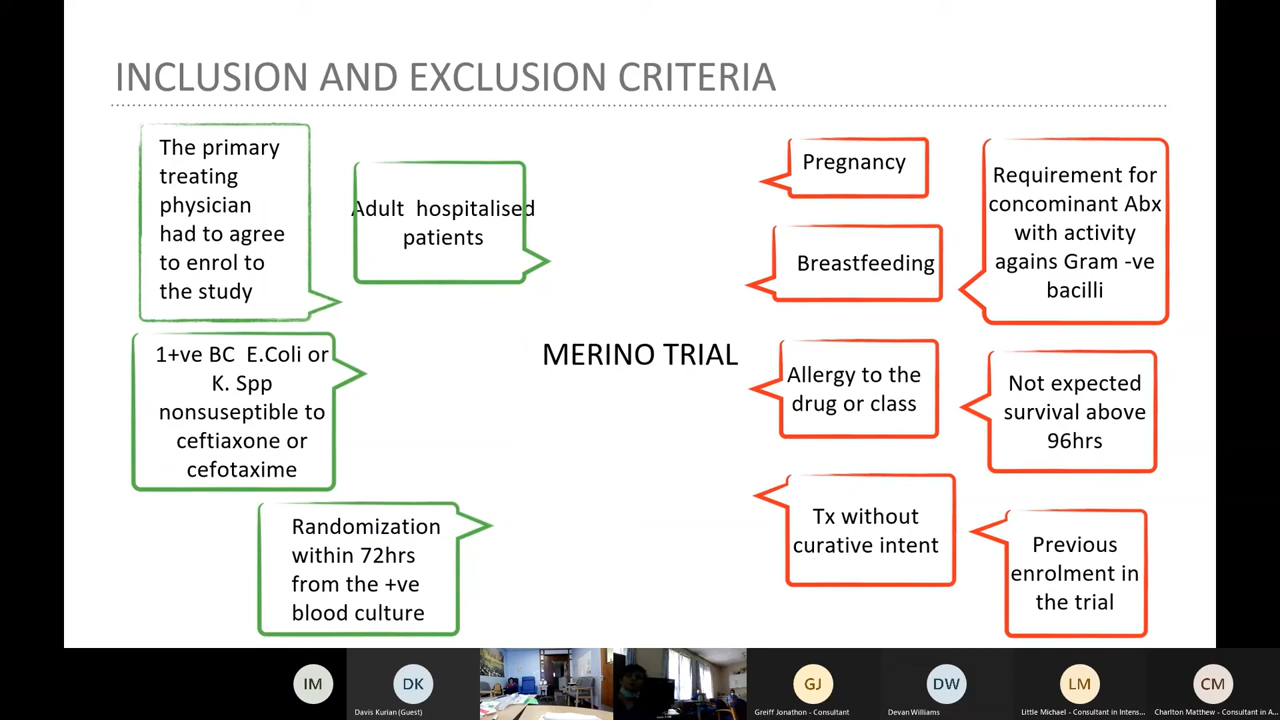 INCLUSION AND EXCLUSION CRITERIA
The primary
treating
physician
had to agree
to enrol to
the study
Adult hospitalised
patients
1+ve BC E.Coli or
K. Spp
nonsuseptible to
ceftiaxone or
cefotaxime
Randomization
within 72hrs
from the +ve
blood culture
MERINO TRIAL
Pregnancy
Breastfeeding
Allergy to the
drug or class
Tx without
curative intent
Requirement for
concominant Abx
with activity
agains Gram -ve
bacilli
Not expected
survival above
96hrs
Previous
enrolment in
the trial
IM
DK
Davis Kurian (Guest)
GJ
Greiff Jonathon - Consultant
DW
Devan Williams
LM
Little Michael - Consultant in Intens...
CM
Charlton Matthew - Consultant in A...